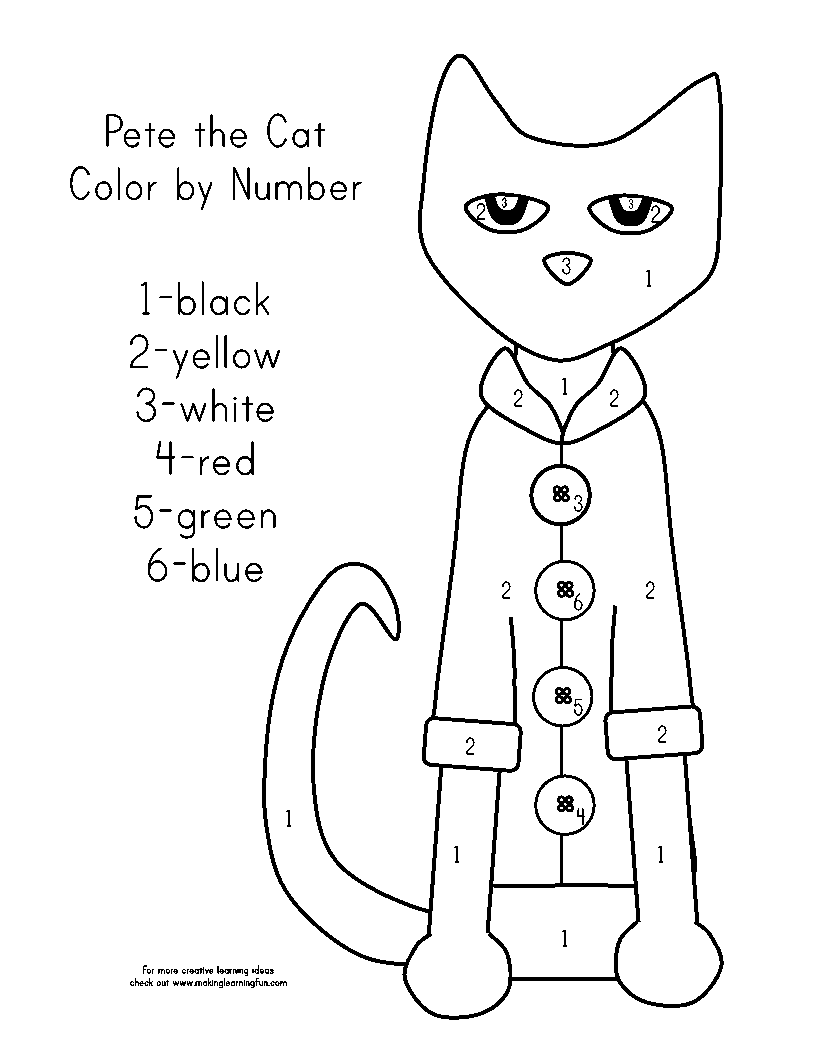 Pete the Cat
Color by Number
1-black
2-yellow
3-white
4-red
5-green
6-blue
2 3 3 2
3
1
2 1 2
3
2 6 2
5
2 2
4
1 1 1
1
For more creative learning ideas
check out www.makinglearningfun.com